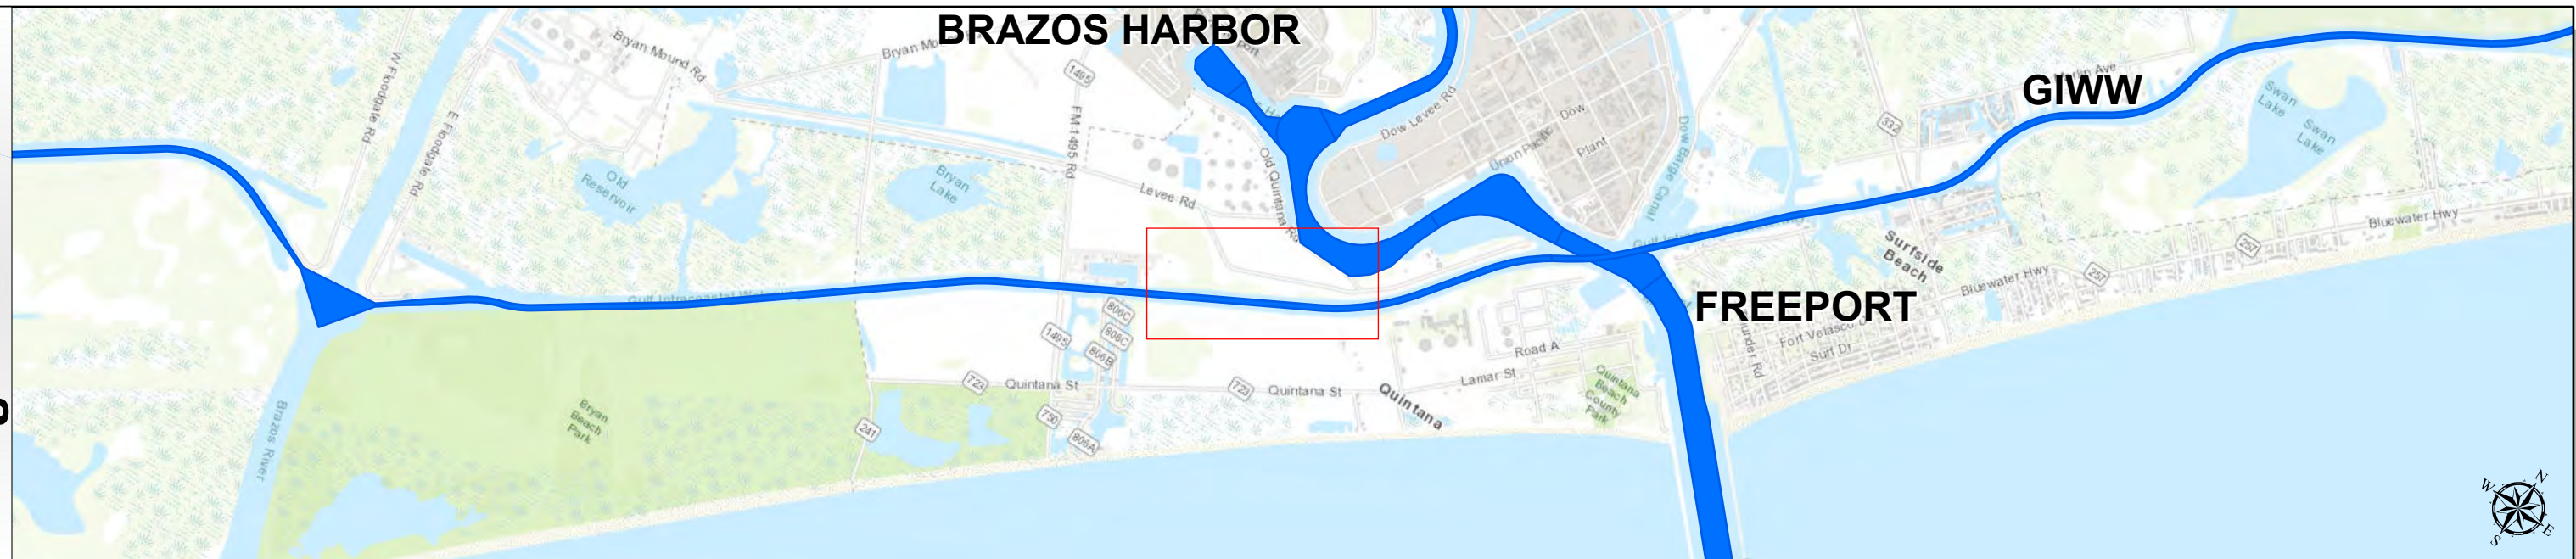 BRAZOS HARBOR
GIWW
FREEPORT
Bryan Mound Rd
W Floodgate Rd
E Floodgate Rd
1495
FM 1495 Rd
Old
Reservoir
Bryan
Lake
Levee Rd
Old Quintana Rd
Dow Levee Rd
Union Pacific
Dow
Plant
Dow Barge Canal
332
Swan
Lake
Swan
Lake
Surfside
Beach
Bluewater Hwy
257
Bluewater Hwy
257
Fort Velasco
Surf Dr
806C
806C
806B
1495
723
Quintana St
723
Quintana St
Quintana
Lamar St
Road A
Quintana
Beach
County
Park
750
806A
241
Bryan
Beach
Park
Brazos River
N
W
E
S